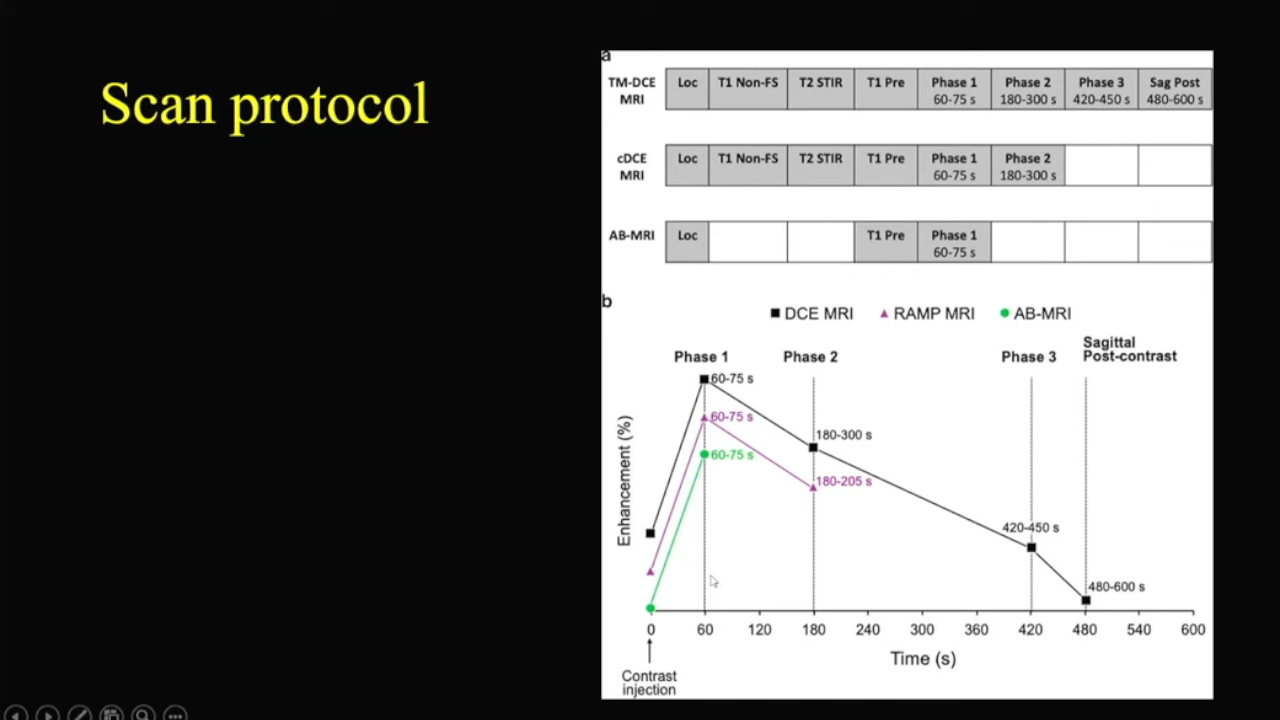 Scan protocol
a
TM-DCE MRI
Loc
T1 Non-FS
T2 STIR
T1 Pre
Phase 1
60-75 s
Phase 2
180-300 s
Phase 3
420-450 s
Sag Post
480-600 s
cDCE MRI
Loc
T1 Non-FS
T2 STIR
T1 Pre
Phase 1
60-75 s
Phase 2
180-300 s
AB-MRI
Loc
T1 Pre
Phase 1
60-75 s
b
DCE MRI
RAMP MRI
AB-MRI
Phase 1
Phase 2
Phase 3
Sagittal
Post-contrast
60-75 s
60-75 s
60-75 s
180-300 s
180-205 s
420-450 s
480-600 s
Enhancement (%)
0 60 120 180 240 300 360 420 480 540 600
Time (s)
Contrast
injection